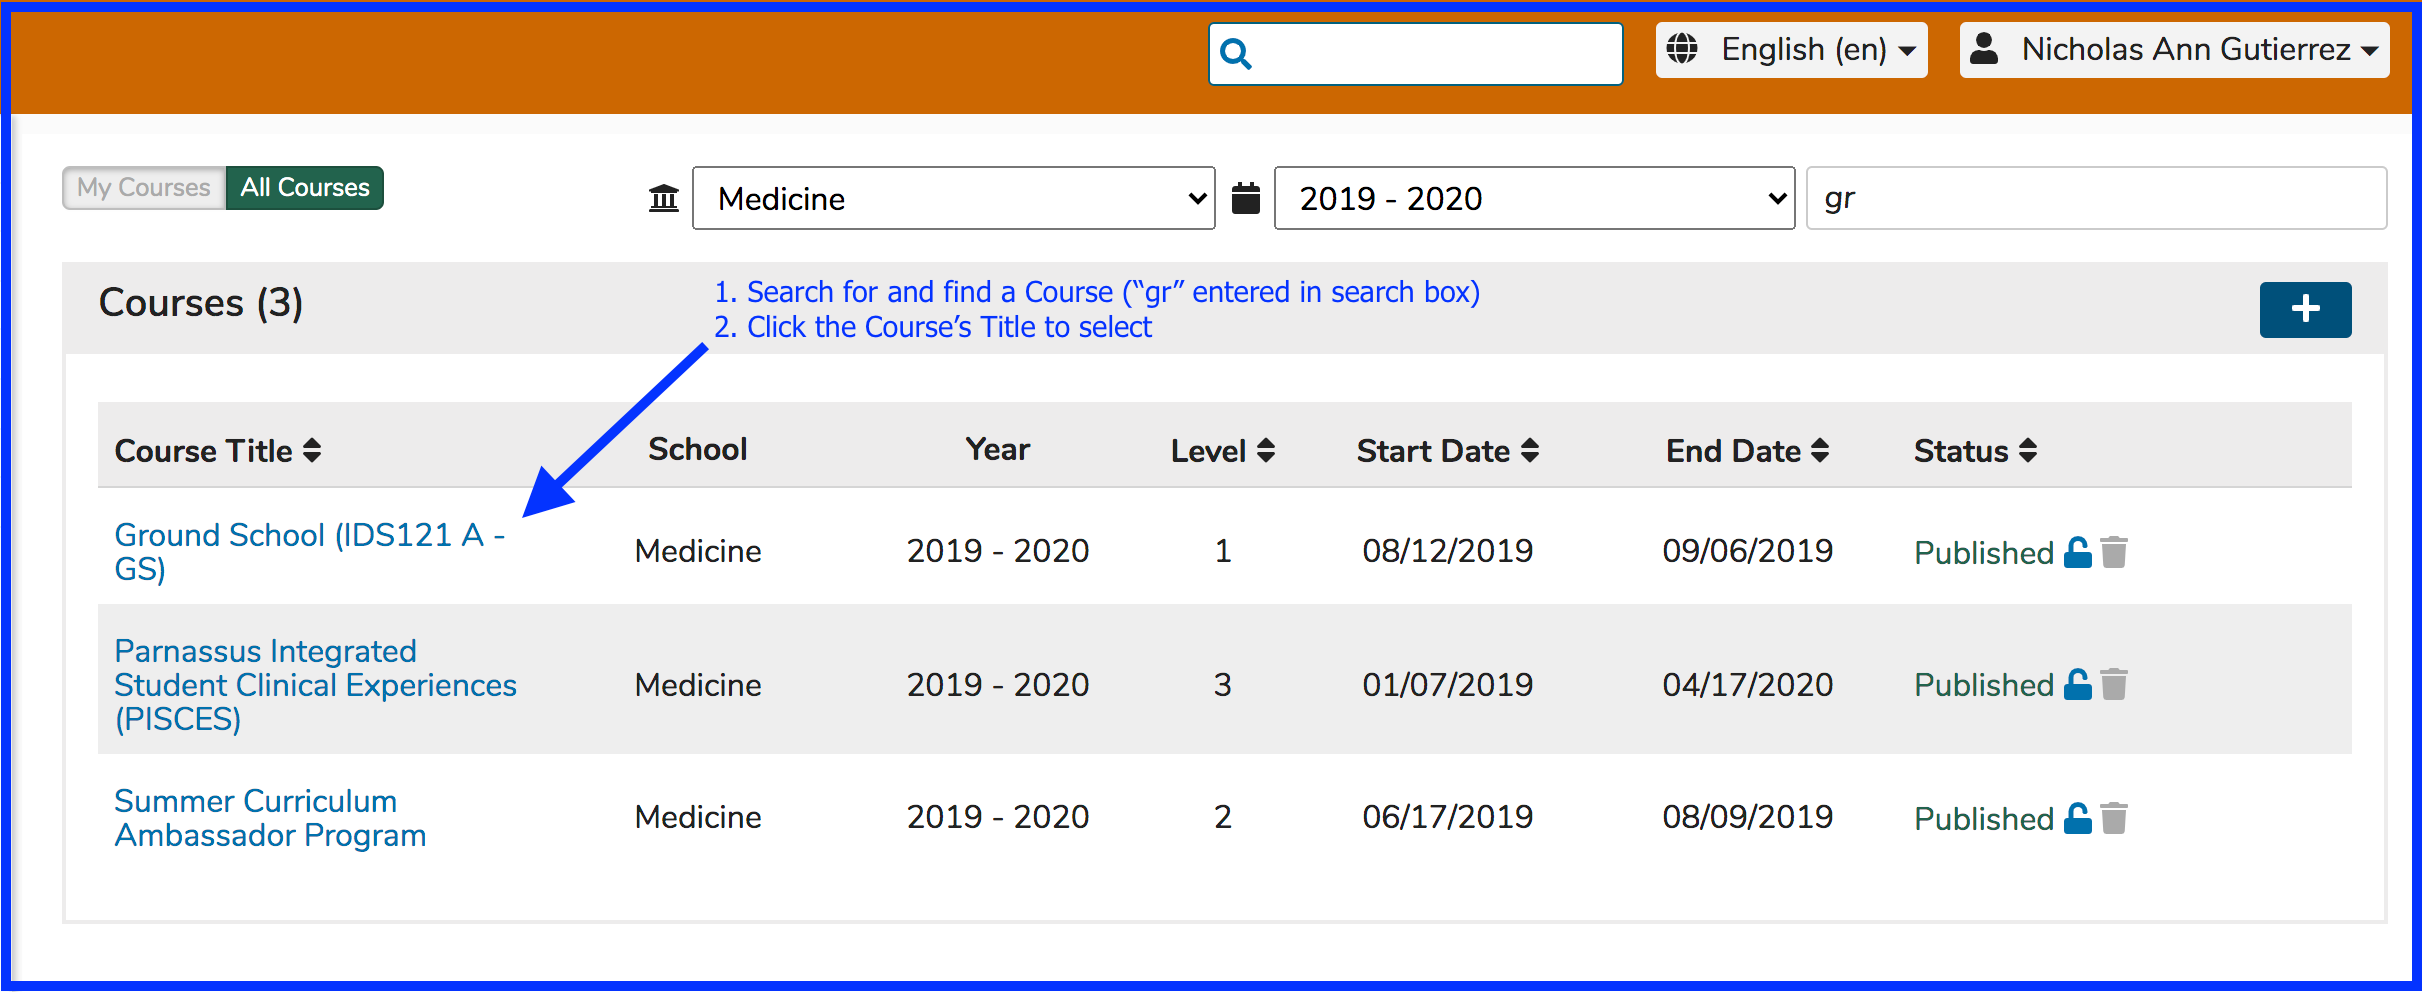 English (en)
Nicholas Ann Gutierrez
My Courses
All Courses
Medicine
2019 - 2020
gr
Courses (3)
1. Search for and find a Course (“gr” entered in search box)
2. Click the Course’s Title to select
Course Title School Year Level Start Date End Date Status
Ground School (IDS121 A -
GS)
Medicine 2019 - 2020 1 08/12/2019 09/06/2019 Published
Parnassus Integrated
Student Clinical Experiences
(PISCES)
Medicine 2019 - 2020 3 01/07/2019 04/17/2020 Published
Summer Curriculum
Ambassador Program
Medicine 2019 - 2020 2 06/17/2019 08/09/2019 Published